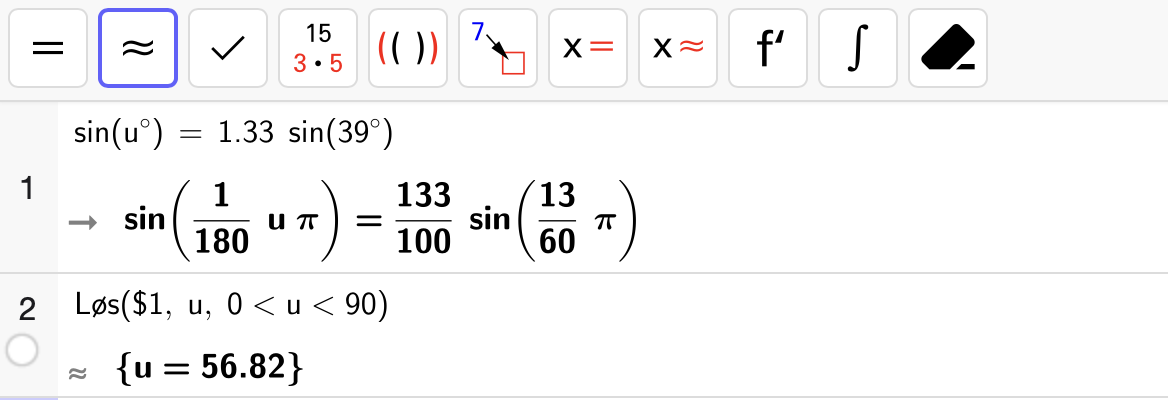 = ≈ ✓ 15 3 · 5 (( )) 7 x = x ≈ f′ ∫
1 sin(u°) = 1.33 sin(39°)
→ sin(1/180 u π) = 133/100 sin(13/60 π)
2 Løs($1, u, 0 < u < 90)
≈ {u = 56.82}